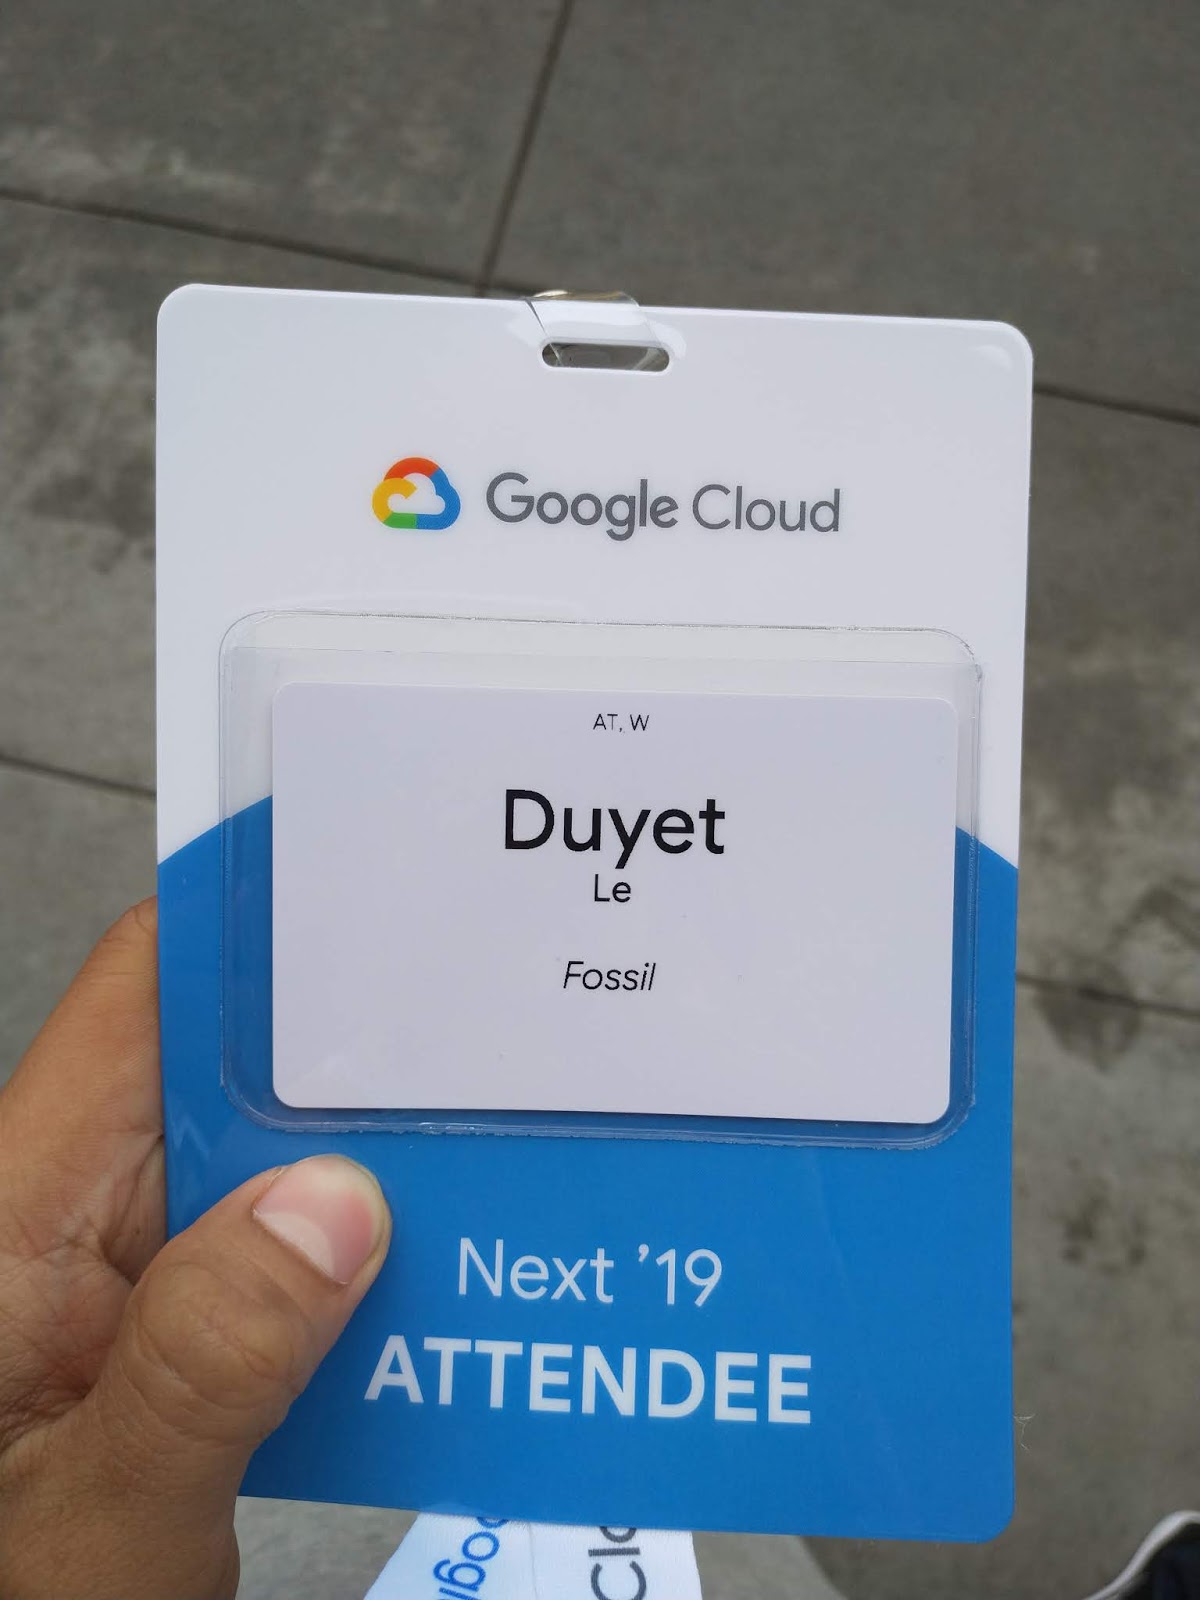 Google Cloud
AT, W
Duyet
Le
Fossil
Next ’19
ATTENDEE